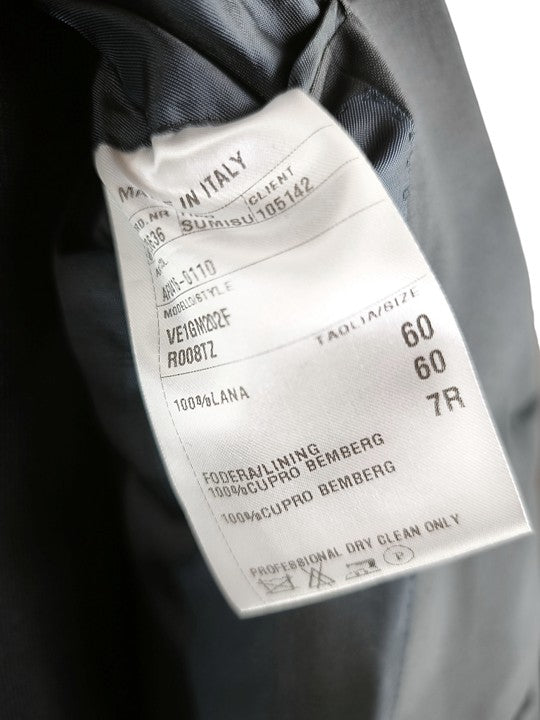 IN ITALY
CLIENT
SUMISU 105142
MODELLO/STYLE
VE1GM202F
R008TZ
TAGLIA/SIZE
60
60
7R
100%LANA
FODERA/LINING
100%CUPRO BEMBERG
100%CUPRO BEMBERG
PROFESSIONAL DRY CLEAN ONLY
P